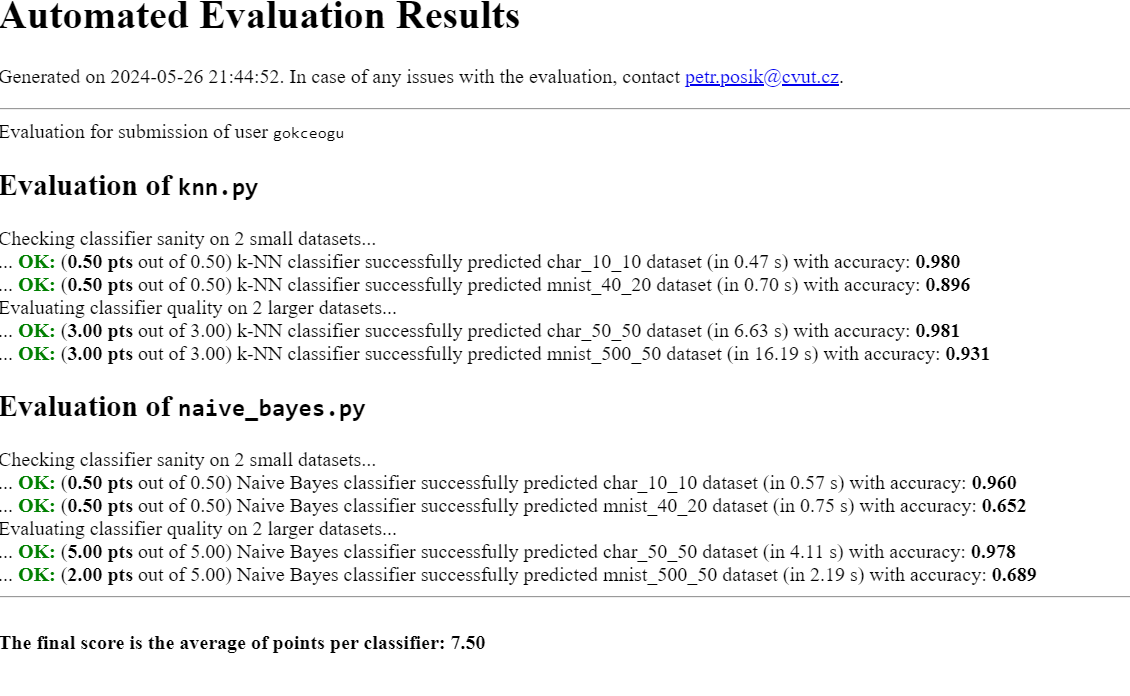 Automated Evaluation Results
Generated on 2024-05-26 21:44:52. In case of any issues with the evaluation, contact petr.posik@cvut.cz.
Evaluation for submission of user gokceogu
Evaluation of knn.py
Checking classifier sanity on 2 small datasets...
... OK: (0.50 pts out of 0.50) k-NN classifier successfully predicted char_10_10 dataset (in 0.47 s) with accuracy: 0.980
... OK: (0.50 pts out of 0.50) k-NN classifier successfully predicted mnist_40_20 dataset (in 0.70 s) with accuracy: 0.896
Evaluating classifier quality on 2 larger datasets...
... OK: (3.00 pts out of 3.00) k-NN classifier successfully predicted char_50_50 dataset (in 6.63 s) with accuracy: 0.981
... OK: (3.00 pts out of 3.00) k-NN classifier successfully predicted mnist_500_50 dataset (in 16.19 s) with accuracy: 0.931
Evaluation of naive_bayes.py
Checking classifier sanity on 2 small datasets...
... OK: (0.50 pts out of 0.50) Naive Bayes classifier successfully predicted char_10_10 dataset (in 0.57 s) with accuracy: 0.960
... OK: (0.50 pts out of 0.50) Naive Bayes classifier successfully predicted mnist_40_20 dataset (in 0.75 s) with accuracy: 0.652
Evaluating classifier quality on 2 larger datasets...
... OK: (5.00 pts out of 5.00) Naive Bayes classifier successfully predicted char_50_50 dataset (in 4.11 s) with accuracy: 0.978
... OK: (2.00 pts out of 5.00) Naive Bayes classifier successfully predicted mnist_500_50 dataset (in 2.19 s) with accuracy: 0.689
The final score is the average of points per classifier: 7.50